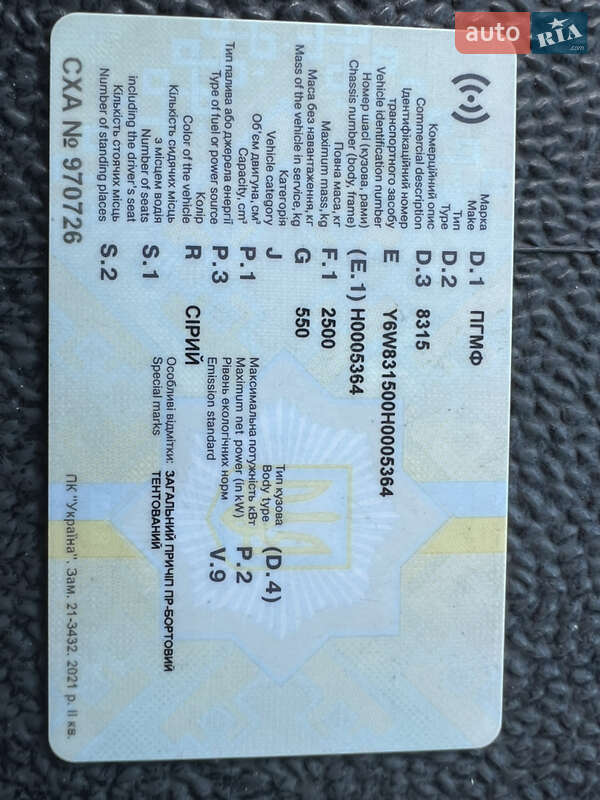 auto RIA .com
Марка
Make D.1 ПГМФ
Тип
Type D.2
Комерційний опис
Commercial description D.3 8315
Ідентифікаційний номер
транспортного засобу
Vehicle identification number E Y6W831500H0005364
Номер шасі (кузова, рами)
Chassis number (body, frame) (E.1) H0005364
Повна маса, кг
Maximum mass, kg F.1 2500
Маса без навантаження, кг
Mass of the vehicle in service, kg G 550
Категорія
Vehicle category J
Об'єм двигуна, см³
Capacity, cm³ P.1
Тип палива або джерела енергії
Type of fuel or power source P.3
Колір
Color of the vehicle R СІРИЙ
Кількість сидячих місць
з місцем водія
Number of seats
including the driver's seat S.1
Кількість стоячих місць
Number of standing places S.2
Тип кузова
Body type (D.4)
Максимальна потужність кВт
Maximum net power (in kW) P.2
Рівень екологічних норм
Emission standard V.9
Особливі відмітки: ЗАГАЛЬНИЙ ПРИЧІП ПР-БОРТОВИЙ
Special marks ТЕНТОВАНИЙ
СХА № 970726
ПК "Україна". Зам. 21-3432. 2021 р. ІІ кв.